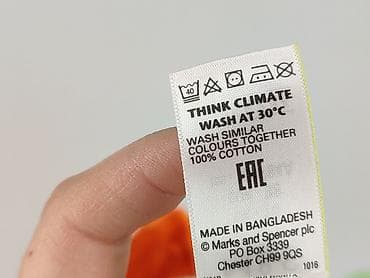 40
THINK CLIMATE
WASH AT 30°C
WASH SIMILAR
COLOURS TOGETHER
100% COTTON
EAC
MADE IN BANGLADESH
© Marks and Spencer plc
PO Box 3339
Chester CH99 9QS
1016